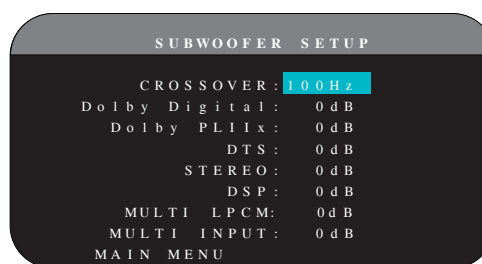 SUBWOOFER SETUP
CROSSOVER: 100Hz
Dolby Digital: 0dB
Dolby PLIIx: 0dB
DTS: 0dB
STEREO: 0dB
DSP: 0dB
MULTI LPCM: 0dB
MULTI INPUT: 0dB
MAIN MENU